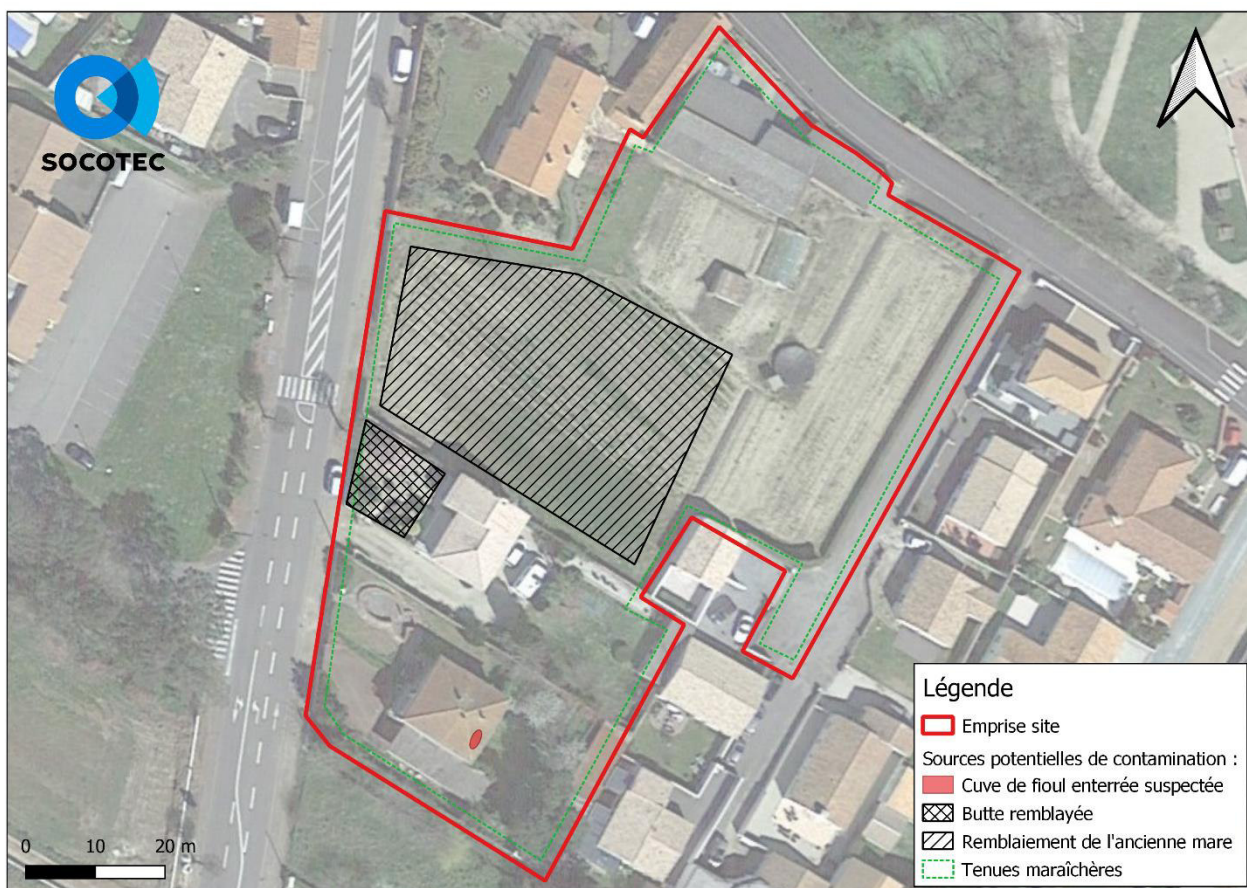 SOCOTEC
Légende
Emprise site
Sources potentielles de contamination :
Cuve de fioul enterrée suspectée
Butte remblayée
Remblaiement de l'ancienne mare
Tenues maraîchères
0 10 20 m